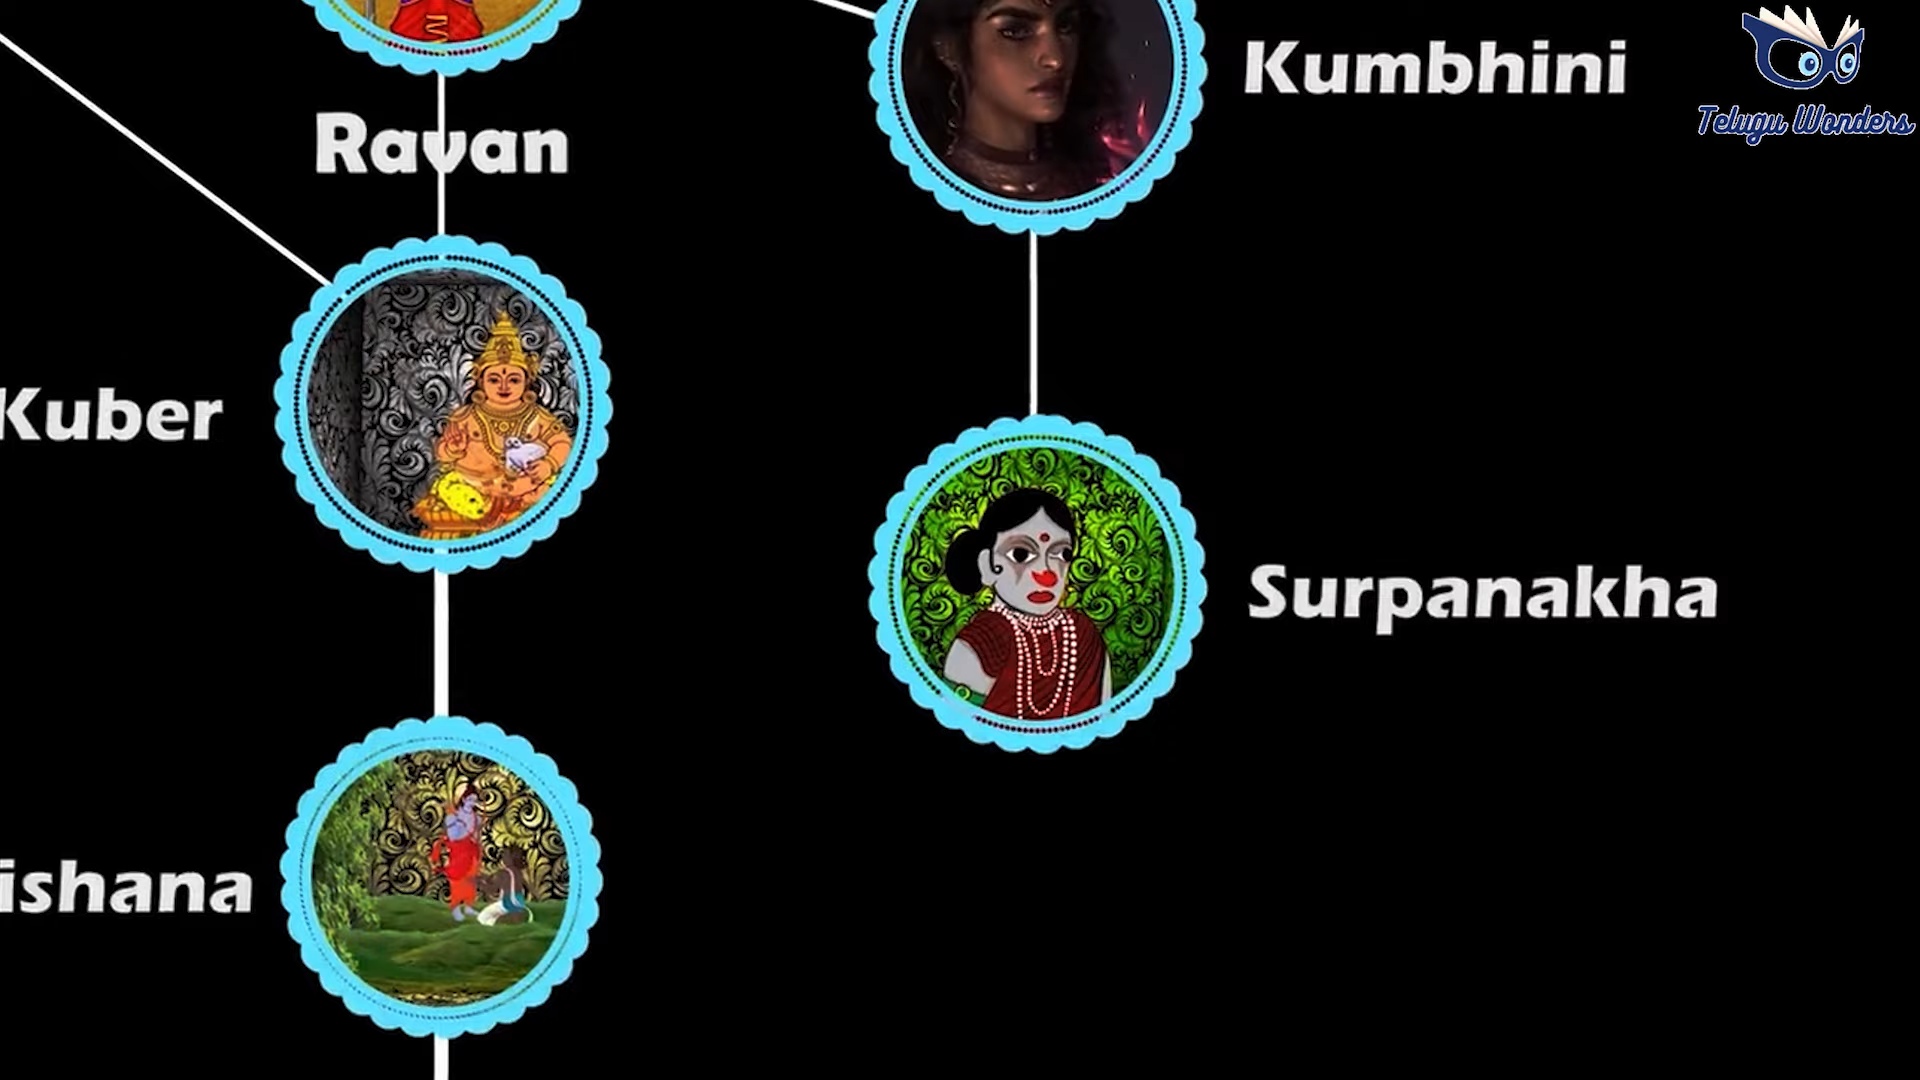 Kumbhini
Telugu Wonders
Ravan
Kuber
Surpanakha
ishana